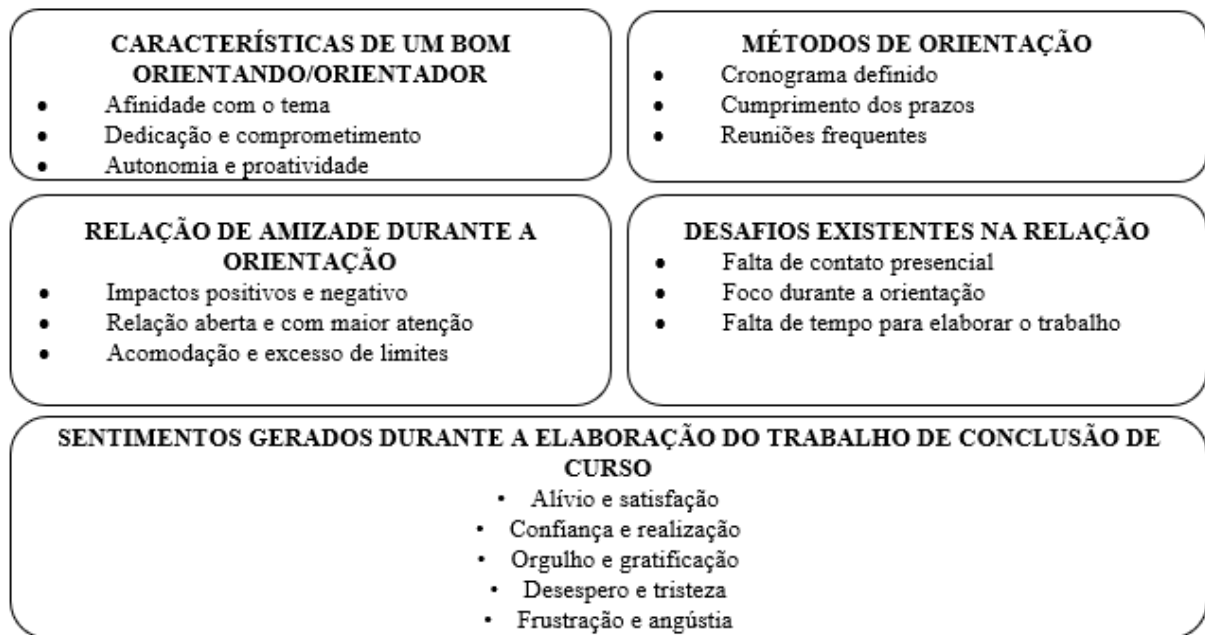 CARACTERÍSTICAS DE UM BOM
ORIENTANDO/ORIENTADOR
● Afinidade com o tema
● Dedicação e comprometimento
● Autonomia e proatividade
MÉTODOS DE ORIENTAÇÃO
● Cronograma definido
● Cumprimento dos prazos
● Reuniões frequentes
RELAÇÃO DE AMIZADE DURANTE A
ORIENTAÇÃO
● Impactos positivos e negativo
● Relação aberta e com maior atenção
● Acomodação e excesso de limites
DESAFIOS EXISTENTES NA RELAÇÃO
● Falta de contato presencial
● Foco durante a orientação
● Falta de tempo para elaborar o trabalho
SENTIMENTOS GERADOS DURANTE A ELABORAÇÃO DO TRABALHO DE CONCLUSÃO DE
CURSO
• Alívio e satisfação
• Confiança e realização
• Orgulho e gratificação
• Desespero e tristeza
• Frustração e angústia